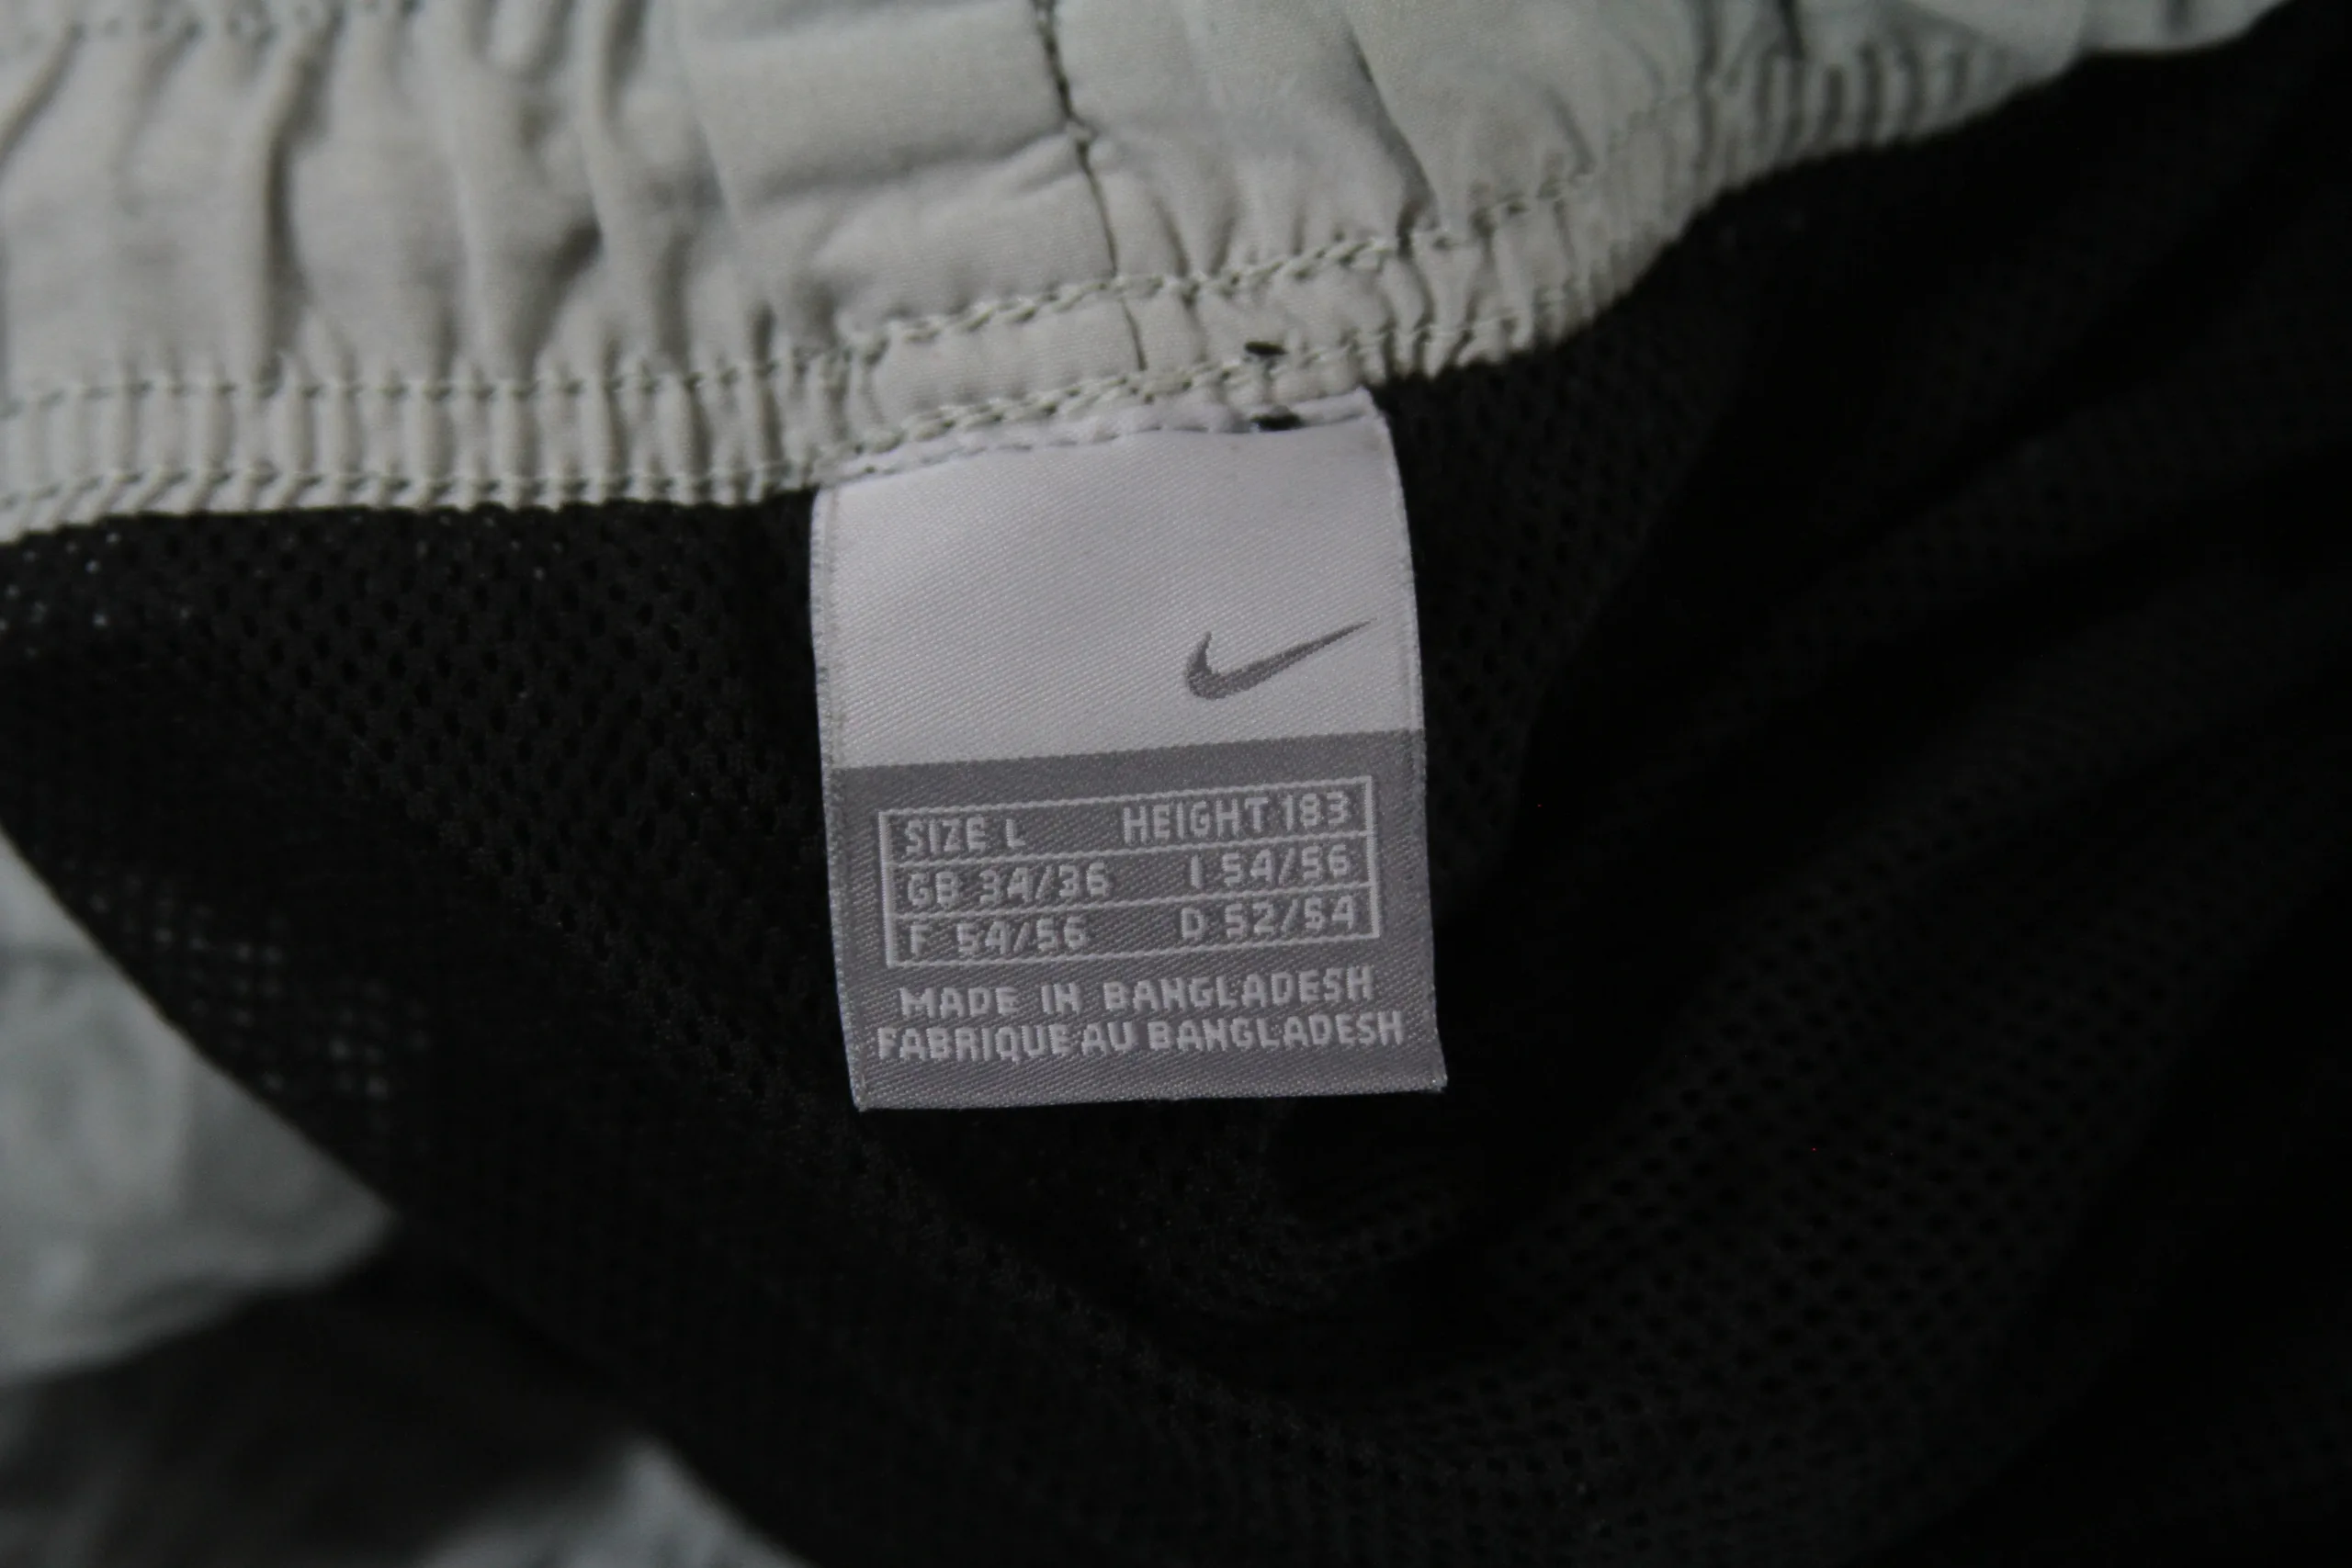 SIZE L HEIGHT 183
GB 34/36 I 54/56
F 54/56 D 52/54
MADE IN BANGLADESH
FABRIQUE AU BANGLADESH